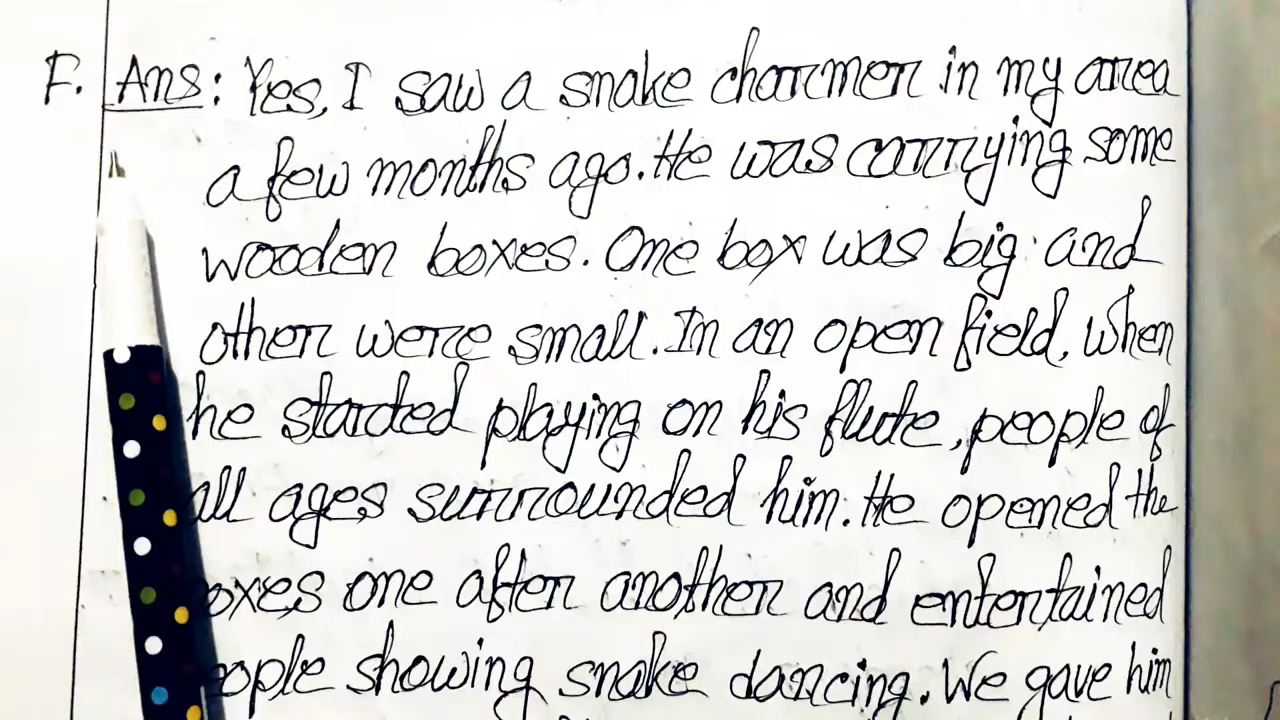 F. Ans: Yes, I saw a snake charmer in my area
a few months ago. He was carrying some
wooden boxes. One box was big and
other were small. In an open field, when
he started playing on his flute, people of
all ages surrounded him. He opened the
boxes one after another and entertained
people showing snake dancing. We gave him